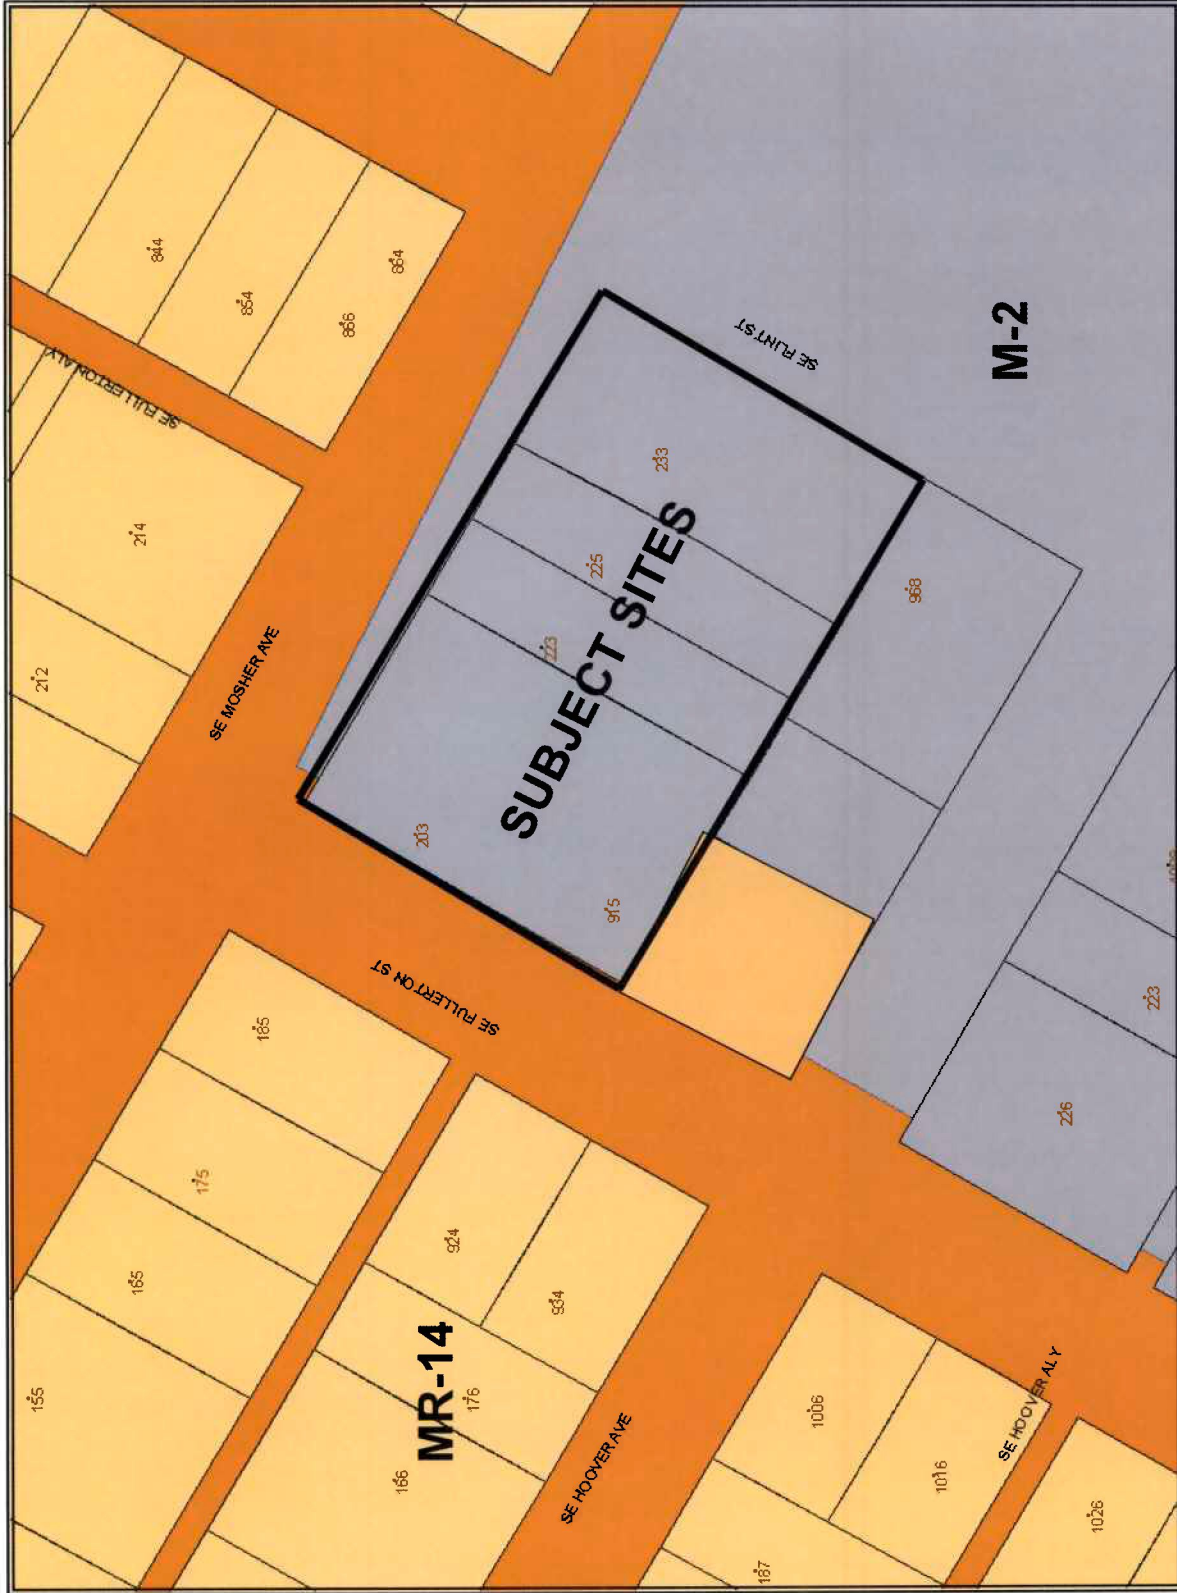 155
165
175
185
212
214
844
854
866
864
SE FULLERTON ALY
SE MOSHER AVE
SE FULLERTON ST
166
176
924
934
MR-14
203
915
223
225
233
SUBJECT SITES
SE FLINT ST
M-2
968
SE HOOVER AVE
187
1006
1016
1026
SE HOOVER ALY
226
223